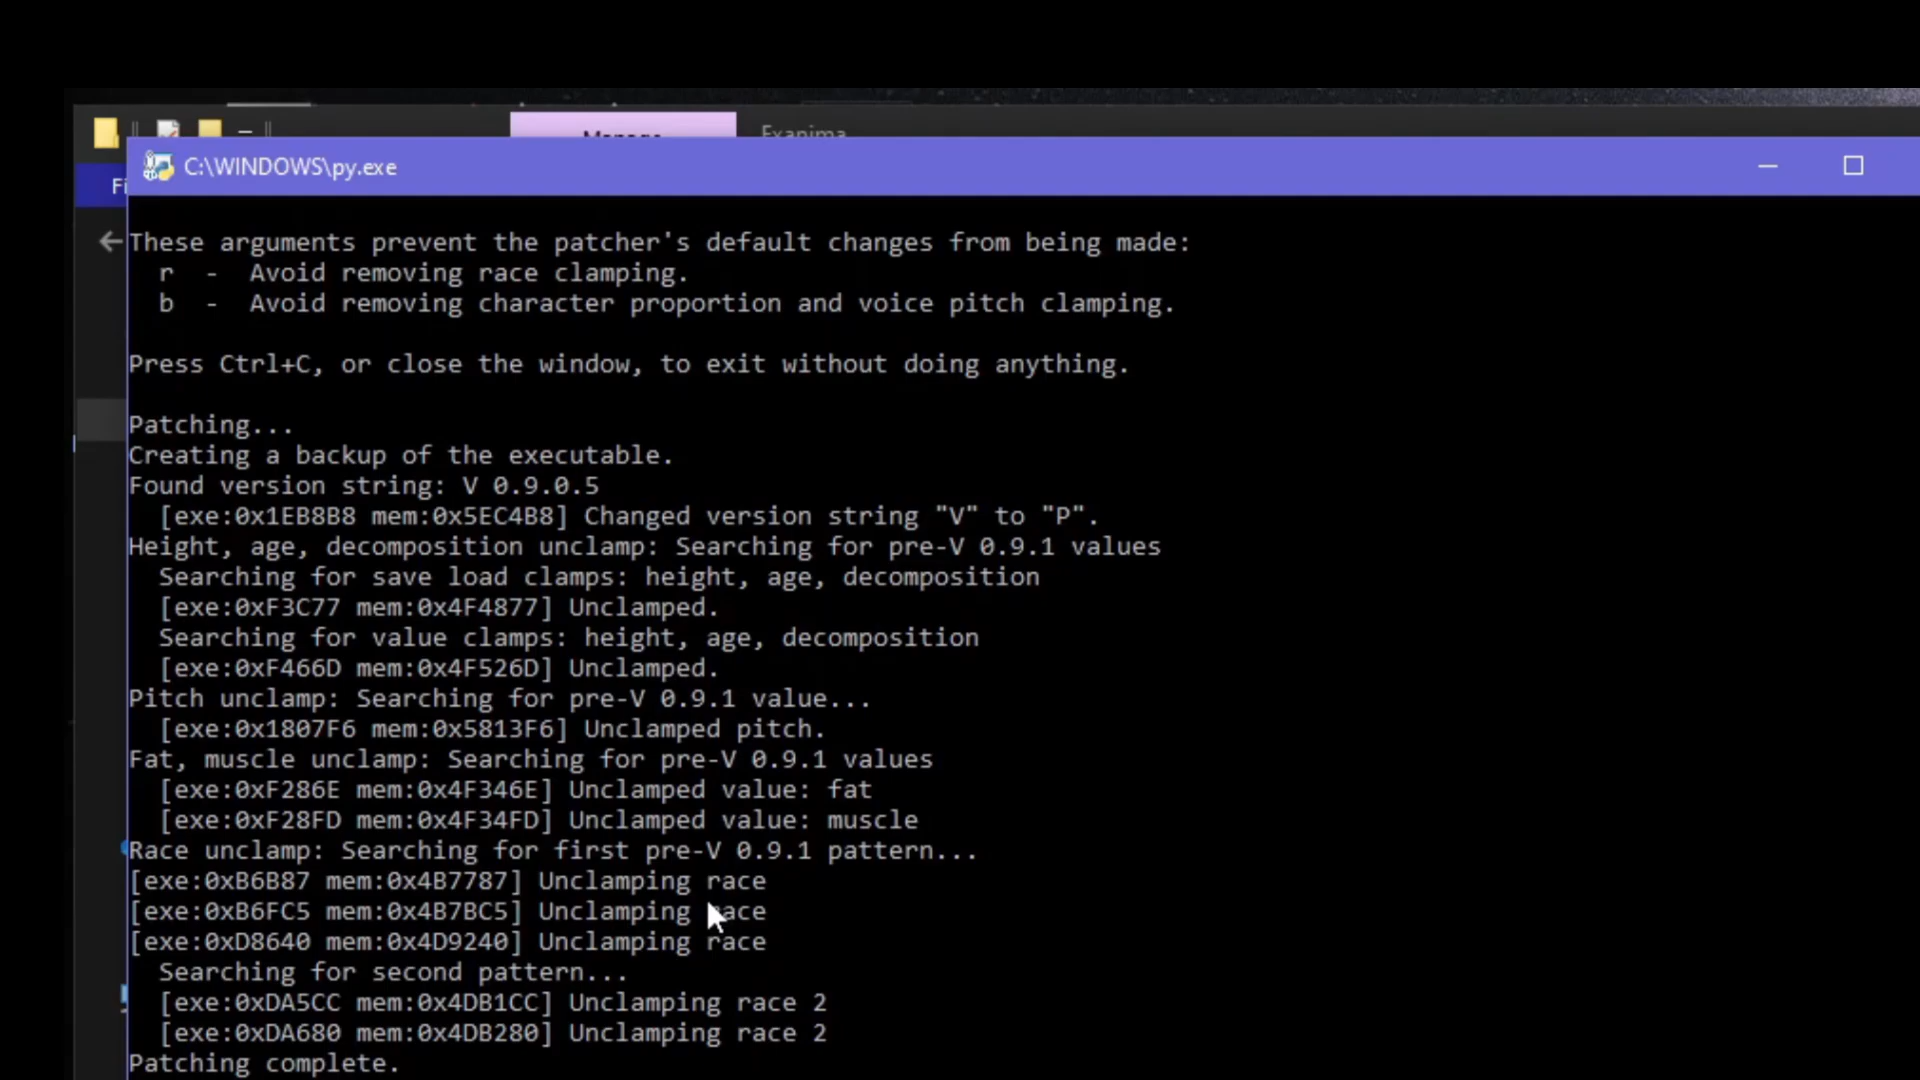 Manage
Exanima
C:\WINDOWS\py.exe
Fi
These arguments prevent the patcher's default changes from being made:
r - Avoid removing race clamping.
b - Avoid removing character proportion and voice pitch clamping.
Press Ctrl+C, or close the window, to exit without doing anything.
Patching...
Creating a backup of the executable.
Found version string: V 0.9.0.5
[exe:0x1EB8B8 mem:0x5EC4B8] Changed version string "V" to "P".
Height, age, decomposition unclamp: Searching for pre-V 0.9.1 values
Searching for save load clamps: height, age, decomposition
[exe:0xF3C77 mem:0x4F4877] Unclamped.
Searching for value clamps: height, age, decomposition
[exe:0xF466D mem:0x4F526D] Unclamped.
Pitch unclamp: Searching for pre-V 0.9.1 value...
[exe:0x1807F6 mem:0x5813F6] Unclamped pitch.
Fat, muscle unclamp: Searching for pre-V 0.9.1 values
[exe:0xF286E mem:0x4F346E] Unclamped value: fat
[exe:0xF28FD mem:0x4F34FD] Unclamped value: muscle
Race unclamp: Searching for first pre-V 0.9.1 pattern...
[exe:0xB6B87 mem:0x4B7787] Unclamping race
[exe:0xB6FC5 mem:0x4B7BC5] Unclamping race
[exe:0xD8640 mem:0x4D9240] Unclamping race
Searching for second pattern...
[exe:0xDA5CC mem:0x4DB1CC] Unclamping race 2
[exe:0xDA680 mem:0x4DB280] Unclamping race 2
Patching complete.